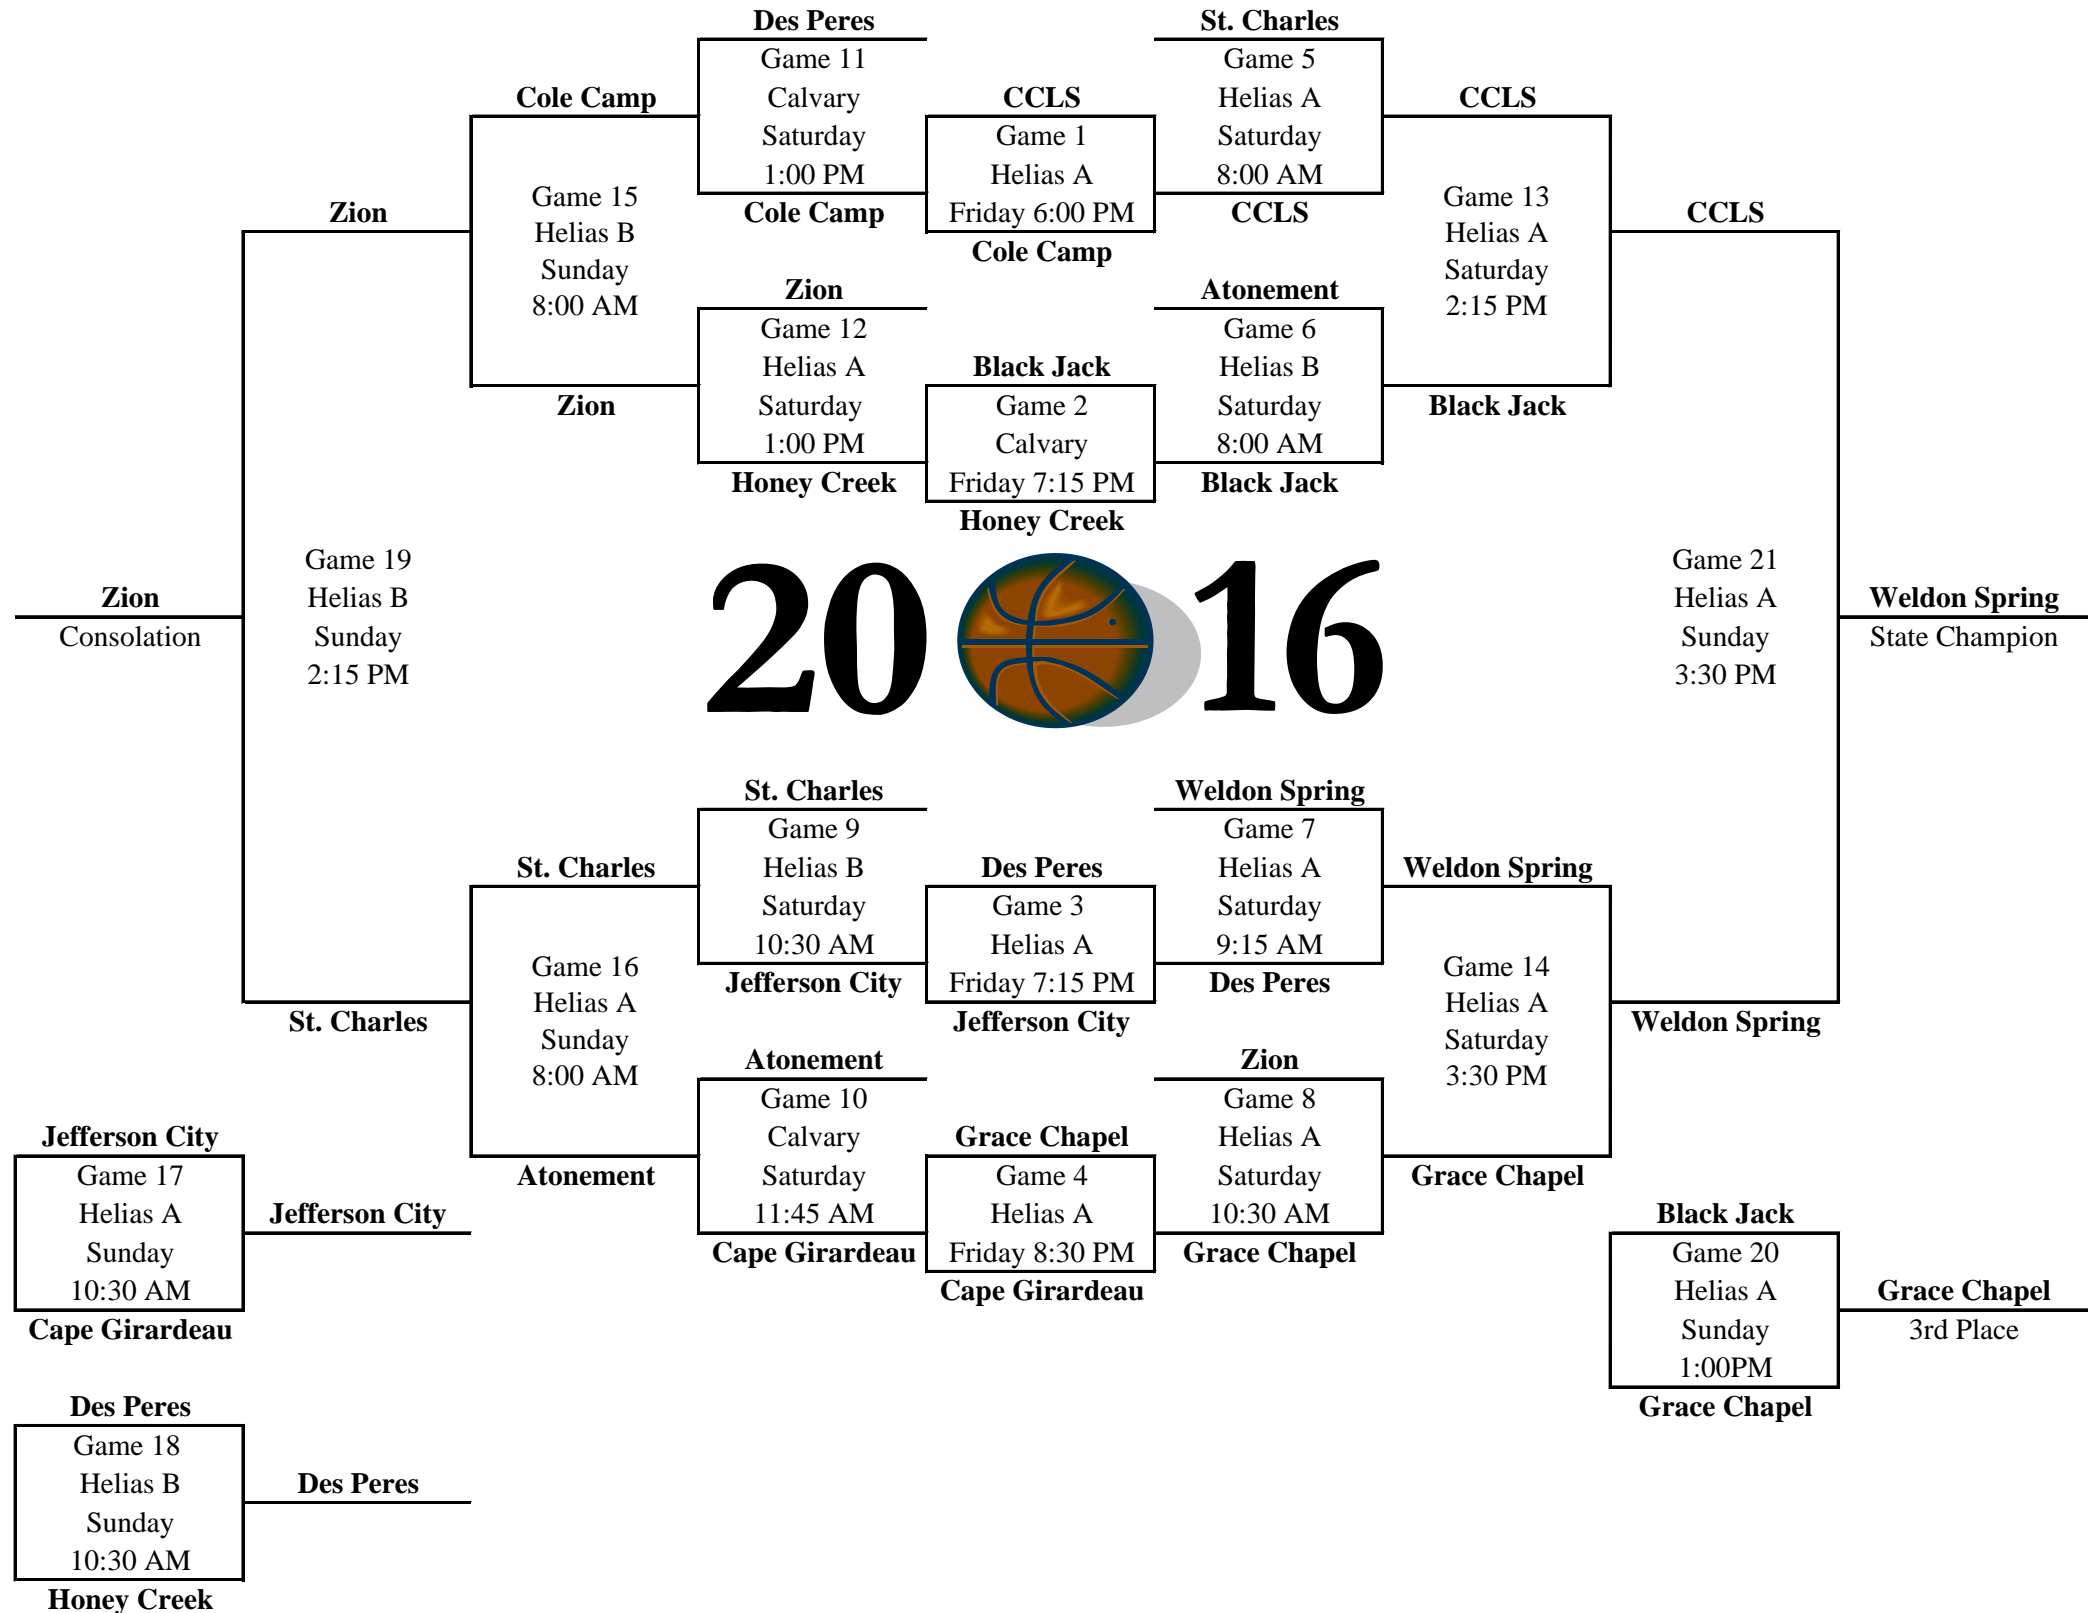 Des Peres
St. Charles
Game 11
Game 5
Cole Camp
Calvary
CCLS
Helias A
CCLS
Saturday
Game 1
Saturday
1:00 PM
Helias A
8:00 AM
Game 15
Game 13
Zion
Cole Camp
Friday 6:00 PM
CCLS
CCLS
Helias B
Helias A
Cole Camp
Sunday
Saturday
Zion
Atonement
8:00 AM
2:15 PM
Game 12
Game 6
Helias A
Black Jack
Helias B
Zion
Saturday
Game 2
Saturday
Black Jack
1:00 PM
Calvary
8:00 AM
Honey Creek
Friday 7:15 PM
Black Jack
Honey Creek
Game 19
20 16
Game 21
Zion
Helias B
Helias A
Weldon Spring
Consolation
Sunday
Sunday
State Champion
2:15 PM
3:30 PM
St. Charles
Weldon Spring
Game 9
Game 7
St. Charles
Helias B
Des Peres
Helias A
Weldon Spring
Saturday
Game 3
Saturday
10:30 AM
Helias A
9:15 AM
Game 16
Game 14
Jefferson City
Friday 7:15 PM
Des Peres
Helias A
Helias A
St. Charles
Jefferson City
Weldon Spring
Sunday
Saturday
Atonement
Zion
8:00 AM
3:30 PM
Game 10
Game 8
Jefferson City
Calvary
Grace Chapel
Helias A
Game 17
Atonement
Saturday
Game 4
Saturday
Grace Chapel
Helias A
Jefferson City
11:45 AM
Helias A
10:30 AM
Black Jack
Sunday
Cape Girardeau
Friday 8:30 PM
Grace Chapel
Game 20
10:30 AM
Cape Girardeau
Helias A
Grace Chapel
Cape Girardeau
Sunday
3rd Place
1:00PM
Des Peres
Grace Chapel
Game 18
Helias B
Des Peres
Sunday
10:30 AM
Honey Creek